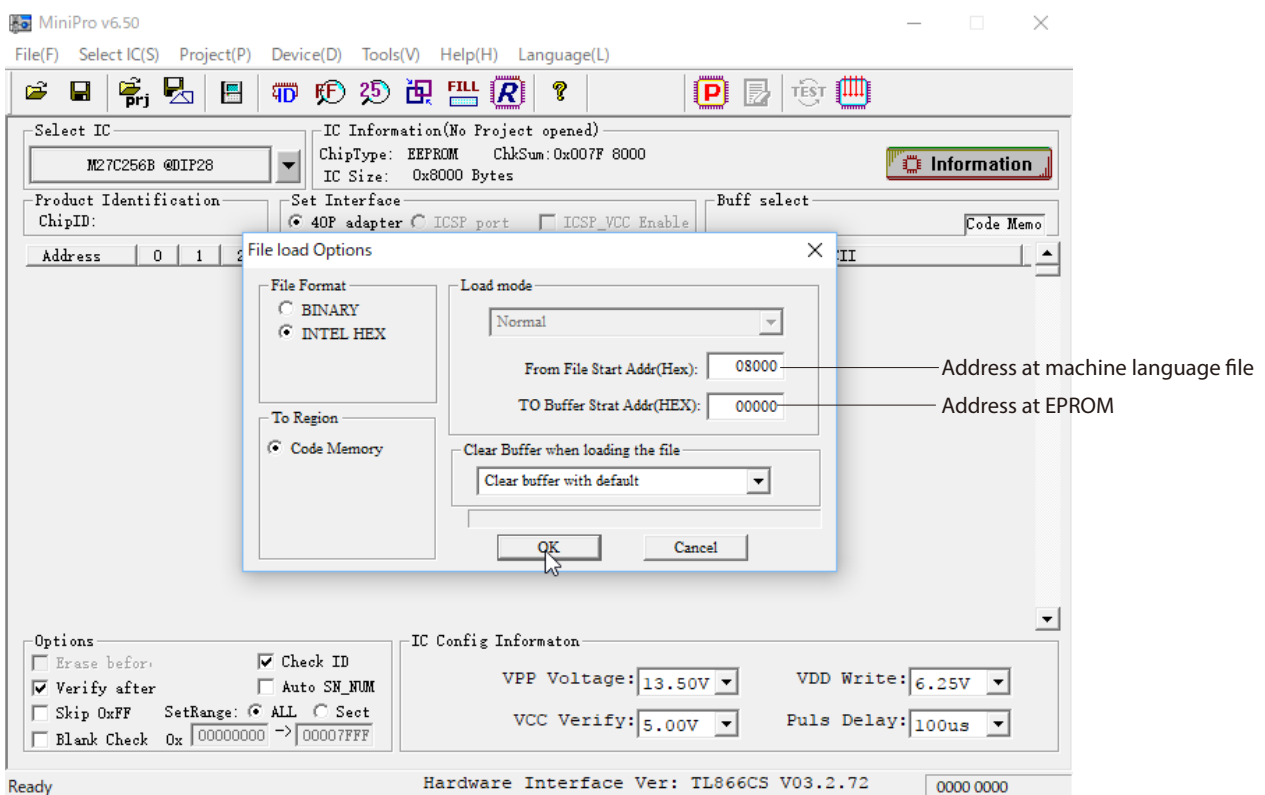 MiniPro v6.50
File(F) Select IC(S) Project(P) Device(D) Tools(V) Help(H) Language(L)
prj ID F 25 FILL R ? P TEST
Select IC
IC Information(No Project opened)
M27C256B @DIP28
ChipType: EEPROM ChkSum:0x007F 8000
IC Size: 0x8000 Bytes
Information
Product Identification
ChipID:
Set Interface
40P adapter ICSP port ICSP_VCC Enable
Buff select
Code Memo
Address 0 1 2 CII
File load Options
File Format
BINARY
INTEL HEX
Load mode
Normal
From File Start Addr(Hex): 08000
Address at machine language file
TO Buffer Strat Addr(HEX): 00000
Address at EPROM
To Region
Code Memory
Clear Buffer when loading the file
Clear buffer with default
OK Cancel
Options
Erase befor
Check ID
Verify after
Auto SN_NUM
Skip 0xFF SetRange: ALL Sect
Blank Check 0x 00000000 -> 00007FFF
IC Config Informaton
VPP Voltage: 13.50V VDD Write: 6.25V
VCC Verify: 5.00V Puls Delay: 100us
Ready Hardware Interface Ver: TL866CS V03.2.72 0000 0000